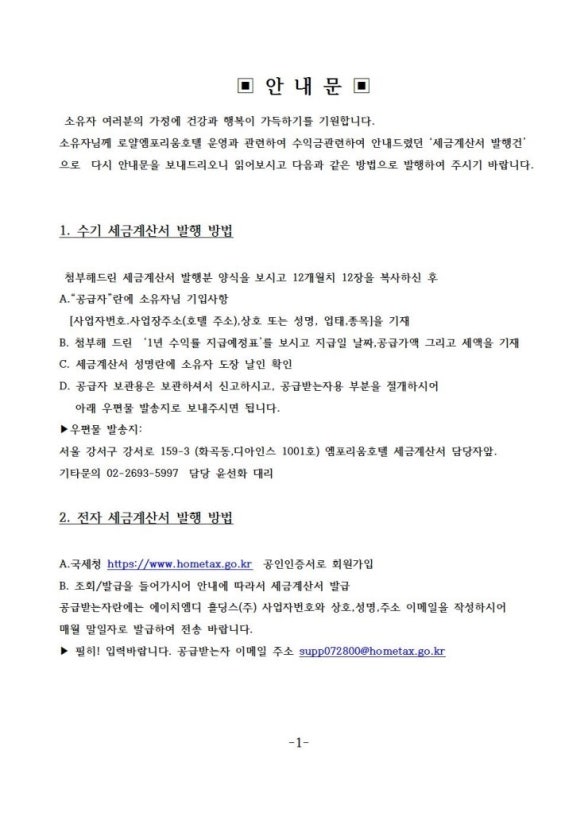 ▣ 안 내 문 ▣
소유자 여러분의 가정에 건강과 행복이 가득하기를 기원합니다.
소유자님께 로얄엠포리움호텔 운영과 관련하여 수익금관련하여 안내드렸던 '세금계산서 발행건'
으로 다시 안내문을 보내드리오니 읽어보시고 다음과 같은 방법으로 발행하여 주시기 바랍니다.
1. 수기 세금계산서 발행 방법
첨부해드린 세금계산서 발행분 양식을 보시고 12개월치 12장을 복사하신 후
A."공급자"란에 소유자님 기입사항
[사업자번호.사업장주소(호텔 주소),상호 또는 성명, 업태,종목]을 기재
B. 첨부해 드린 '1년 수익률 지급예정표'를 보시고 지급일 날짜.공급가액 그리고 세액을 기재
C. 세금계산서 성명란에 소유자 도장 날인 확인
D. 공급자 보관용은 보관하셔서 신고하시고, 공급받는자용 부분을 절개하시어
아래 우편물 발송지로 보내주시면 됩니다.
▶우편물 발송지:
서울 강서구 강서로 159-3 (화곡동,디아인스 1001호) 엠포리움호텔 세금계산서 담당자앞.
기타문의 02-2693-5997 담당 윤선화 대리
2. 전자 세금계산서 발행 방법
A.국세청 https://www.hometax.go.kr 공인인증서로 회원가입
B. 조회/발급을 들어가시어 안내에 따라서 세금계산서 발급
공급받는자란에는 에이치엠디 홀딩스(주) 사업자번호와 상호,성명,주소 이메일을 작성하시어
매월 말일자로 발급하여 전송 바랍니다.
▶ 필히! 입력바랍니다. 공급받는자 이메일 주소 supp072800@hometax.go.kr
-1-